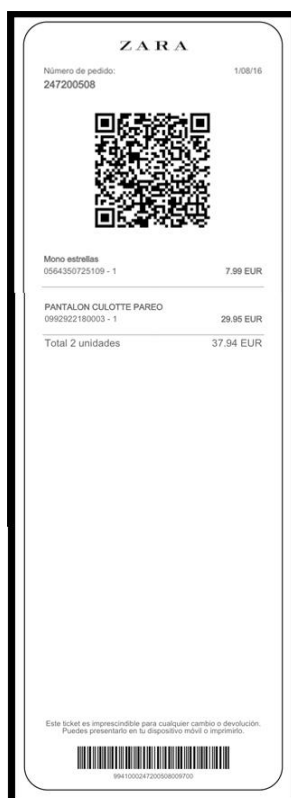 ZARA
Número de pedido: 1/08/16
247200508
Mono estrellas
0564350725109 - 1 7.99 EUR
PANTALON CULOTTE PAREO
0992922180003 - 1 29.95 EUR
Total 2 unidades 37.94 EUR
Este ticket es imprescindible para cualquier cambio o devolución.
Puedes presentarlo en tu dispositivo móvil o imprimirlo.
9941000247200508009700